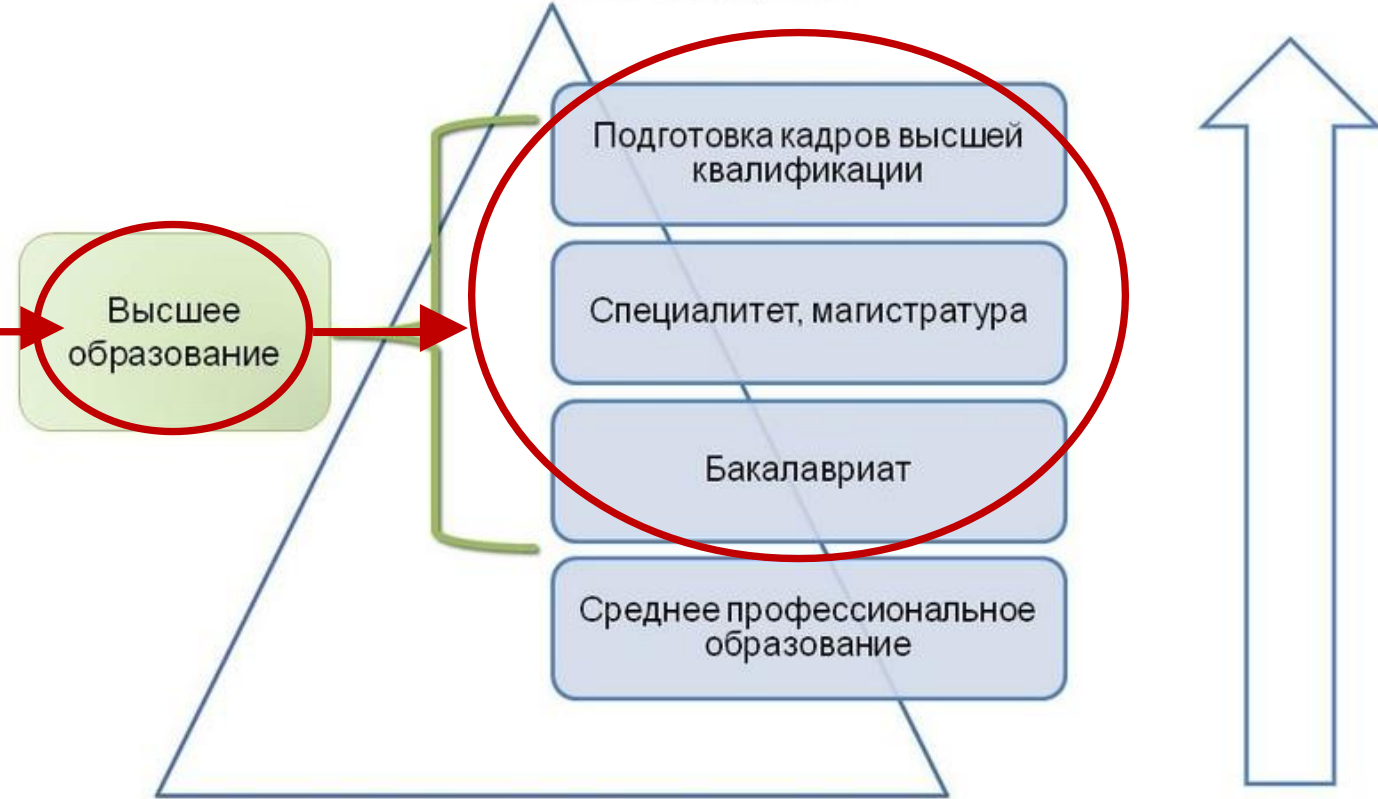 Подготовка кадров высшей
квалификации
Специалитет, магистратура
Высшее
образование
Бакалавриат
Среднее профессиональное
образование